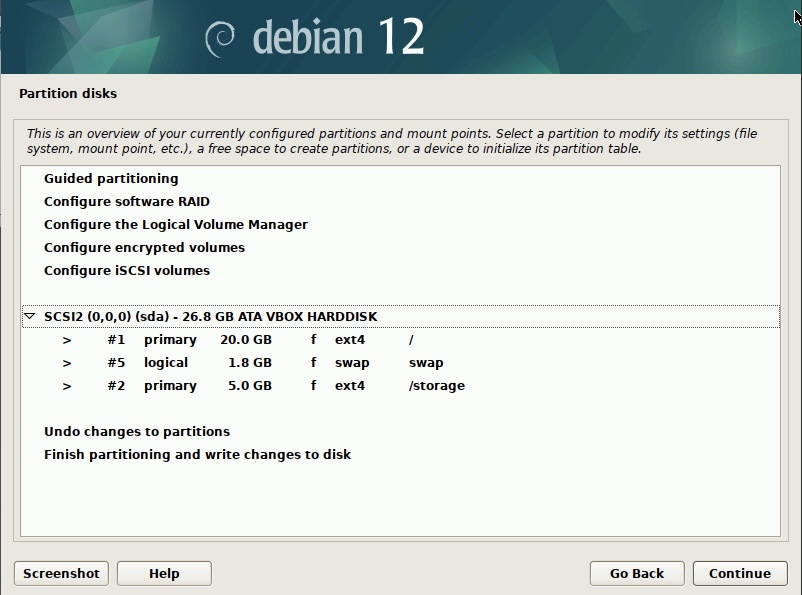 debian 12
Partition disks
This is an overview of your currently configured partitions and mount points. Select a partition to modify its settings (file
system, mount point, etc.), a free space to create partitions, or a device to initialize its partition table.
Guided partitioning
Configure software RAID
Configure the Logical Volume Manager
Configure encrypted volumes
Configure iSCSI volumes
SCSI2 (0,0,0) (sda) - 26.8 GB ATA VBOX HARDDISK
> #1 primary 20.0 GB f ext4 /
> #5 logical 1.8 GB f swap swap
> #2 primary 5.0 GB f ext4 /storage
Undo changes to partitions
Finish partitioning and write changes to disk
Screenshot Help Go Back Continue